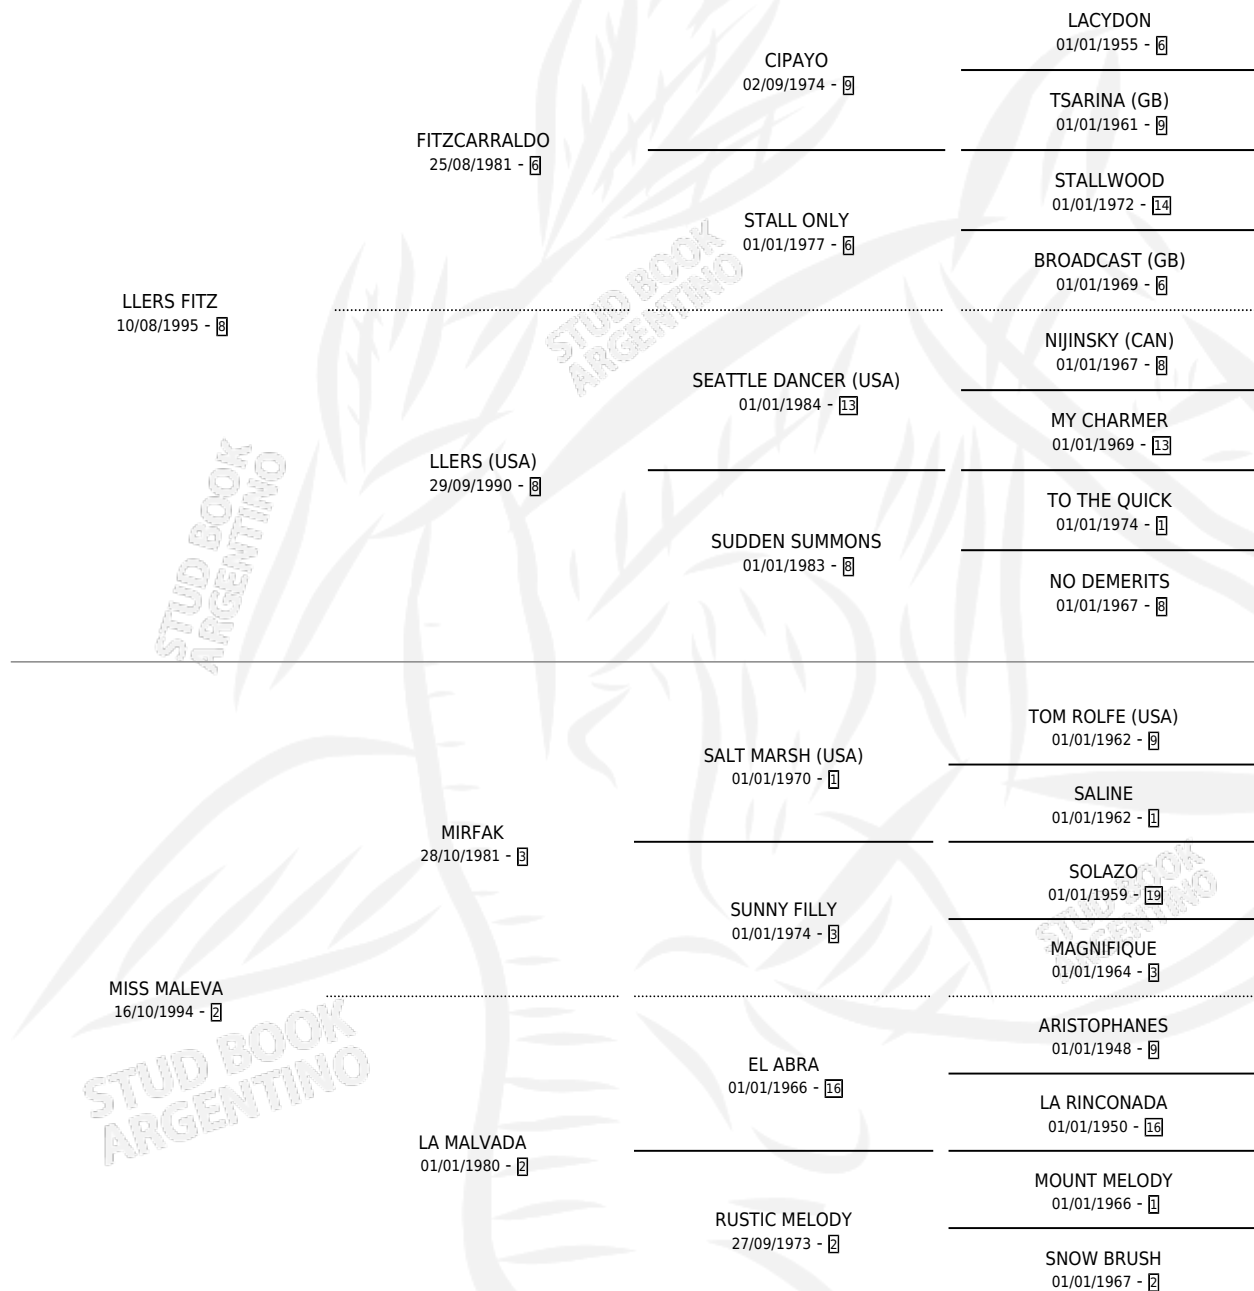 LACYDON
01/01/1955 - 6
CIPAYO
02/09/1974 - 9
TSARINA (GB)
01/01/1961 - 9
FITZCARRALDO
25/08/1981 - 6
STALLWOOD
01/01/1972 - 14
STALL ONLY
01/01/1977 - 6
BROADCAST (GB)
01/01/1969 - 6
LLERS FITZ
10/08/1995 - 8
STUD BOOK
ARGENTINO
NIJINSKY (CAN)
01/01/1967 - 8
SEATTLE DANCER (USA)
01/01/1984 - 13
MY CHARMER
01/01/1969 - 13
LLERS (USA)
29/09/1990 - 8
TO THE QUICK
01/01/1974 - 1
SUDDEN SUMMONS
01/01/1983 - 8
NO DEMERITS
01/01/1967 - 8
STUD BOOK
ARGENTINO
TOM ROLFE (USA)
01/01/1962 - 9
SALT MARSH (USA)
01/01/1970 - 1
SALINE
01/01/1962 - 1
MIRFAK
28/10/1981 - 3
SOLAZO
01/01/1959 - 19
SUNNY FILLY
01/01/1974 - 3
STUD BOOK
ARGENTINO
MAGNIFIQUE
01/01/1964 - 3
MISS MALEVA
16/10/1994 - 2
ARISTOPHANES
01/01/1948 - 9
EL ABRA
01/01/1966 - 16
STUD BOOK
ARGENTINO
LA RINCONADA
01/01/1950 - 16
LA MALVADA
01/01/1980 - 2
MOUNT MELODY
01/01/1966 - 1
RUSTIC MELODY
27/09/1973 - 2
SNOW BRUSH
01/01/1967 - 2